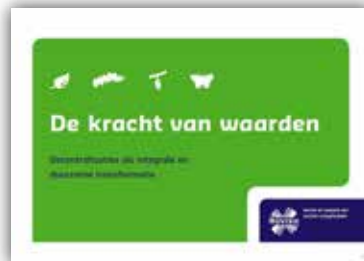 De kracht van waarden
Decentralisaties als integrale en
duurzame transformatie